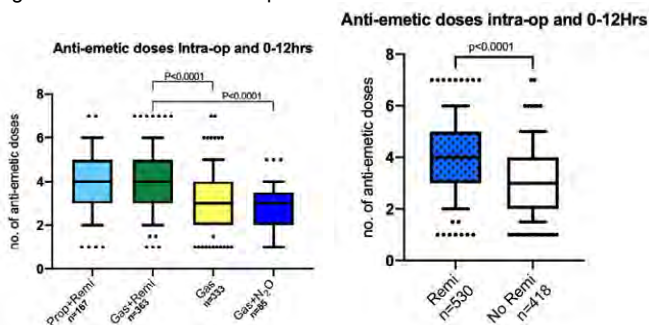 Anti-emetic doses Intra-op and 0-12hrs
P<0.0001
P<0.0001
no. of anti-emetic doses
8
6
4
2
0
Prop+Remi
n=167
Gas+Remi
n=363
Gas
n=333
Gas+N₂O
n=85
Anti-emetic doses intra-op and 0-12Hrs
p<0.0001
no. of anti-emetic doses
8
6
4
2
0
Remi
n=530
No Remi
n=418